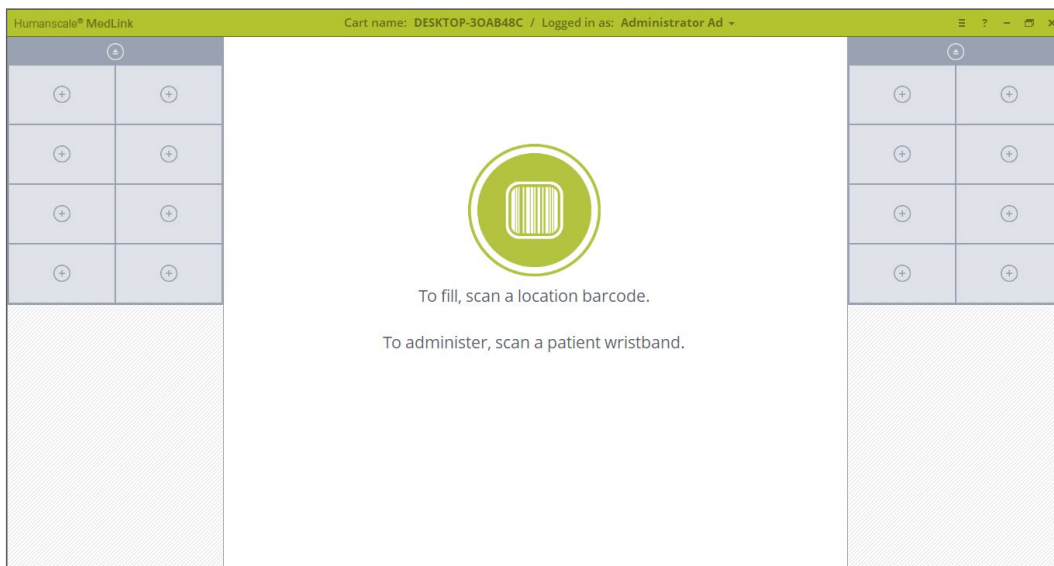 Humanscale® MedLink
Cart name: DESKTOP-3OAB48C / Logged in as: Administrator Ad
To fill, scan a location barcode.
To administer, scan a patient wristband.